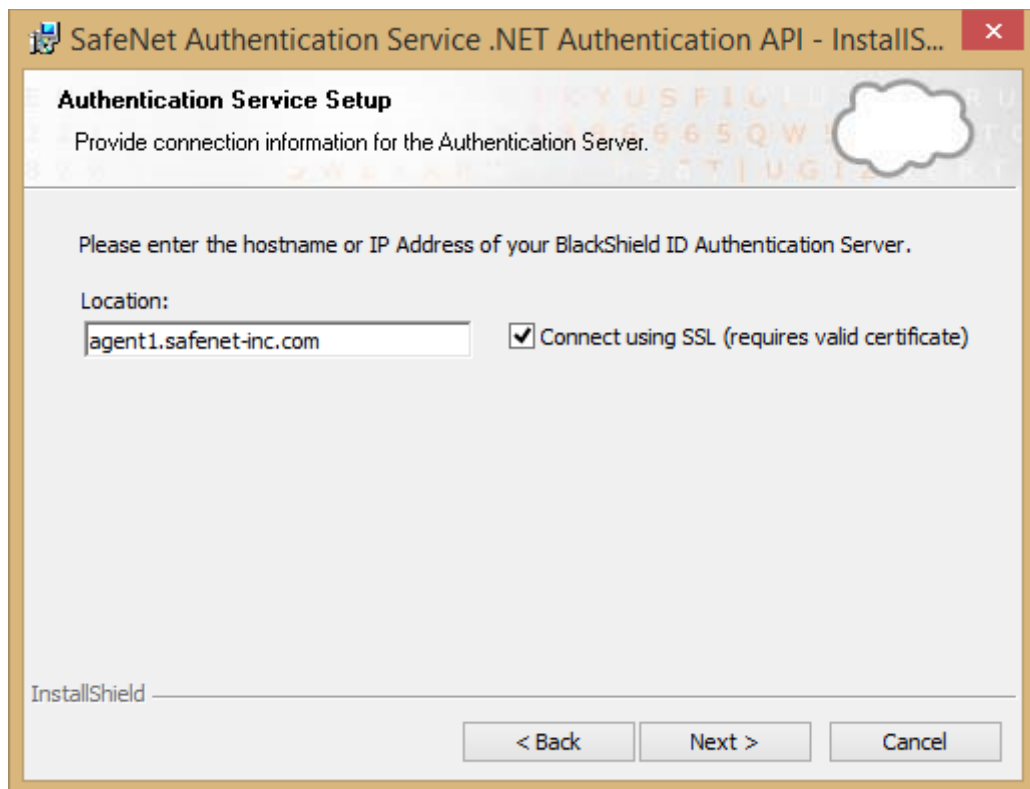 SafeNet Authentication Service .NET Authentication API - InstallS...
Authentication Service Setup
Provide connection information for the Authentication Server.
Please enter the hostname or IP Address of your BlackShield ID Authentication Server.
Location:
agent1.safenet-inc.com
Connect using SSL (requires valid certificate)
InstallShield
< Back
Next >
Cancel